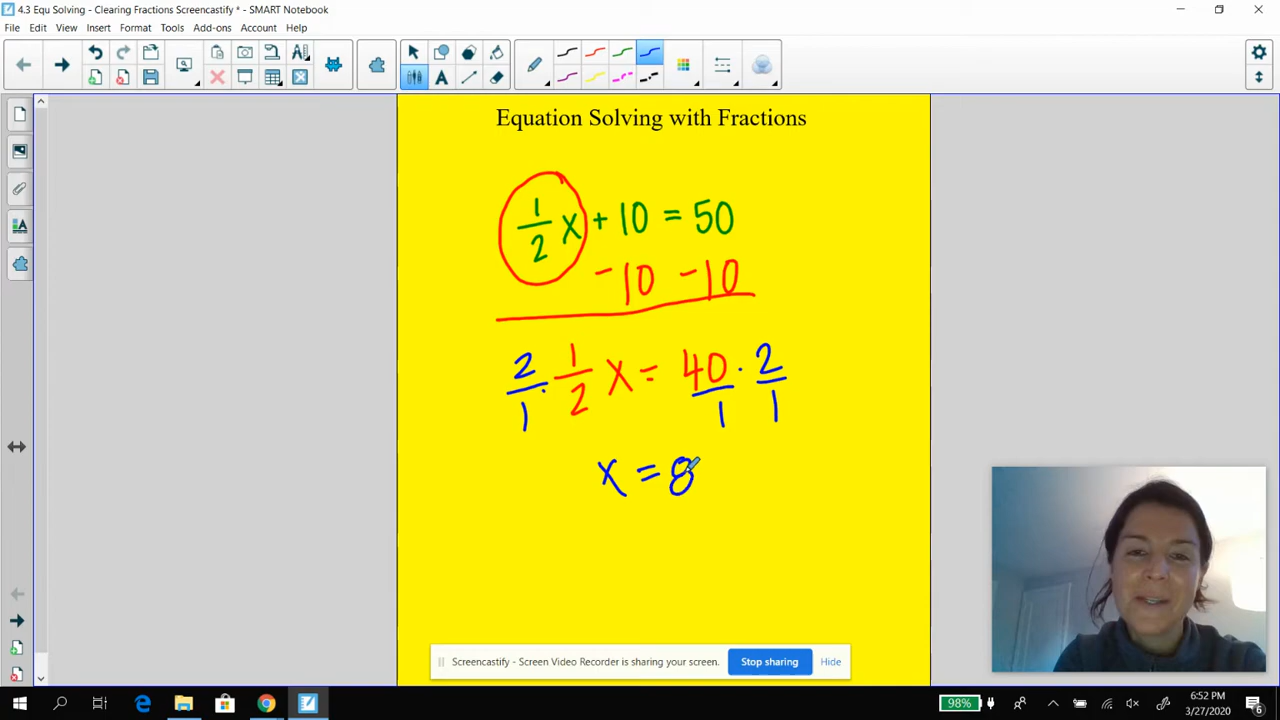 4.3 Equ Solving - Clearing Fractions Screencastify * - SMART Notebook
File Edit View Insert Format Tools Add-ons Account Help
Equation Solving with Fractions
1/2 x + 10 = 50
- 10 - 10
2/1 · 1/2 x = 40/1 · 2/1
x = 8
Screencastify - Screen Video Recorder is sharing your screen. Stop sharing Hide
98%
6:52 PM
3/27/2020
6